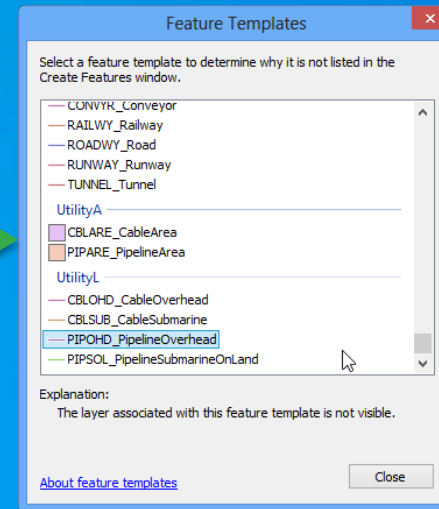 Feature Templates
Select a feature template to determine why it is not listed in the
Create Features window.
CONVYR_Conveyor
RAILWY_Railway
ROADWY_Road
RUNWAY_Runway
TUNNEL_Tunnel
UtilityA
CBLARE_CableArea
PIPARE_PipelineArea
UtilityL
CBLOHD_CableOverhead
CBLSUB_CableSubmarine
PIPOHD_PipelineOverhead
PIPSOL_PipelineSubmarineOnLand
Explanation:
The layer associated with this feature template is not visible.
About feature templates
Close